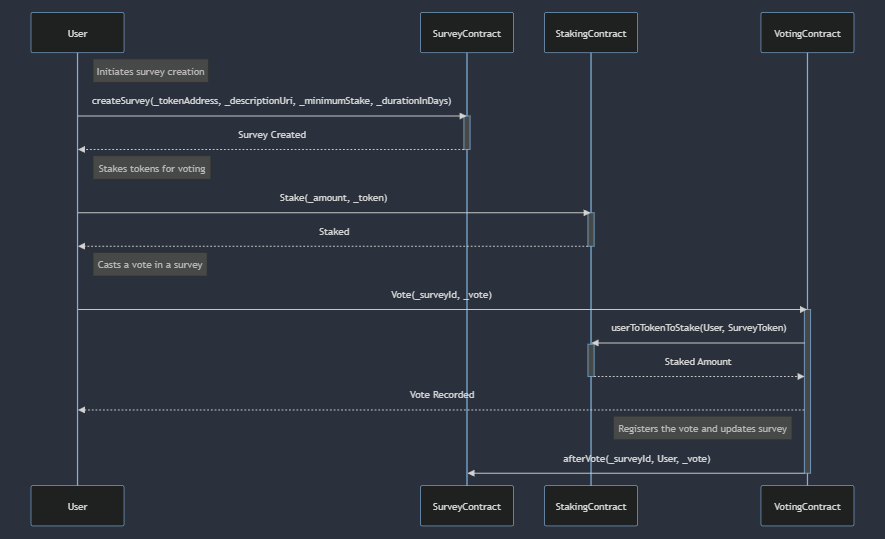 User
SurveyContract
StakingContract
VotingContract
Initiates survey creation
createSurvey(_tokenAddress, _descriptionUri, _minimumStake, _durationInDays)
Survey Created
Stakes tokens for voting
Stake(_amount, _token)
Staked
Casts a vote in a survey
Vote(_surveyId, _vote)
userToTokenToStake(User, SurveyToken)
Staked Amount
Vote Recorded
Registers the vote and updates survey
afterVote(_surveyId, User, _vote)
User
SurveyContract
StakingContract
VotingContract